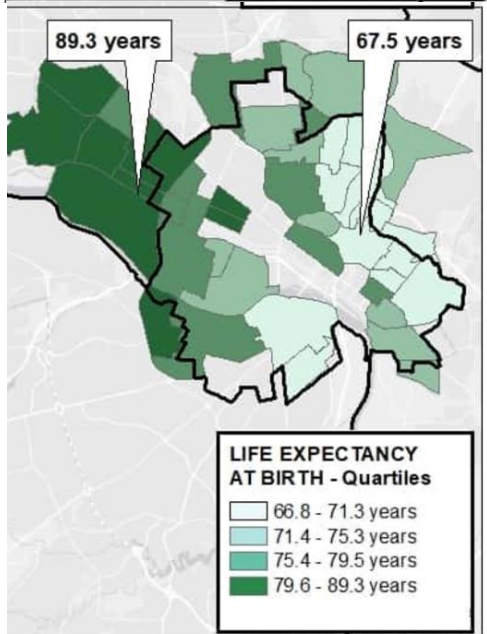 89.3 years
67.5 years
LIFE EXPECTANCY
AT BIRTH - Quartiles
66.8 - 71.3 years
71.4 - 75.3 years
75.4 - 79.5 years
79.6 - 89.3 years